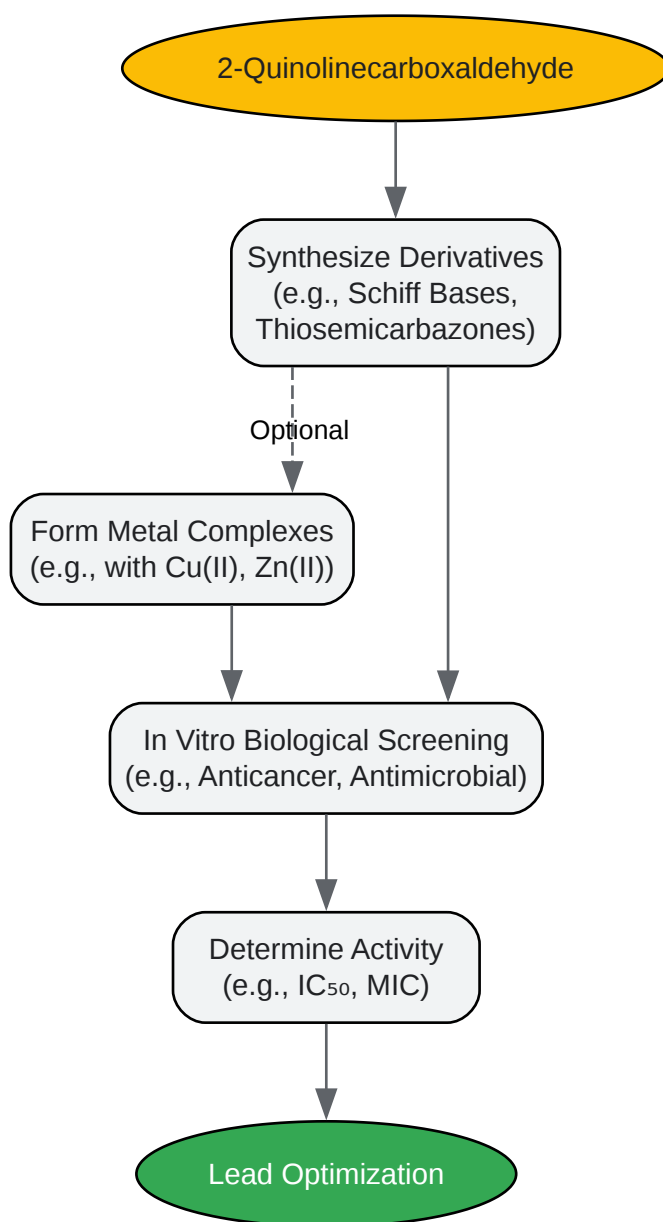 2-Quinolinecarboxaldehyde
Synthesize Derivatives
(e.g., Schiff Bases,
Thiosemicarbazones)
Optional
Form Metal Complexes
(e.g., with Cu(II), Zn(II))
In Vitro Biological Screening
(e.g., Anticancer, Antimicrobial)
Determine Activity
(e.g., IC₅₀, MIC)
Lead Optimization